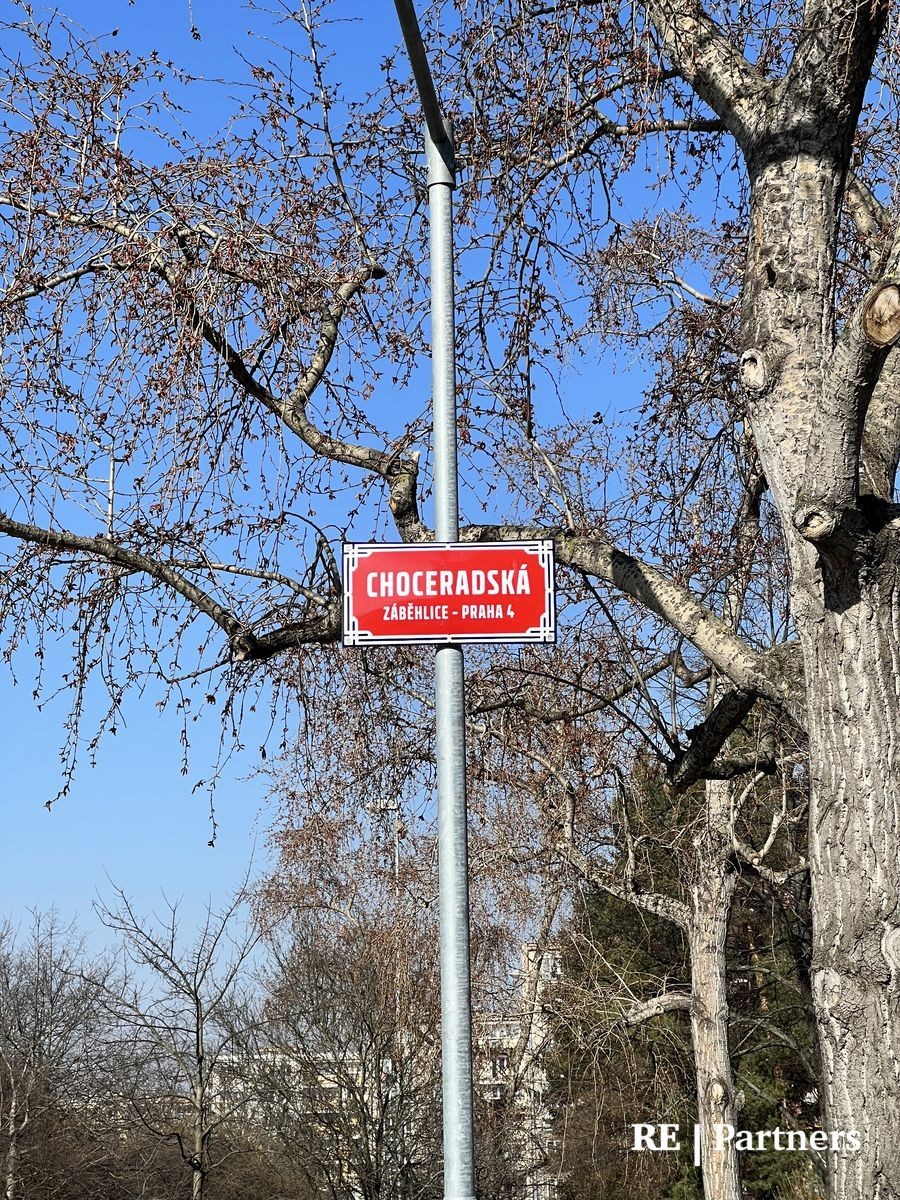 CHOCERADSKÁ
ZÁBĚHLICE - PRAHA 4
RE | Partners